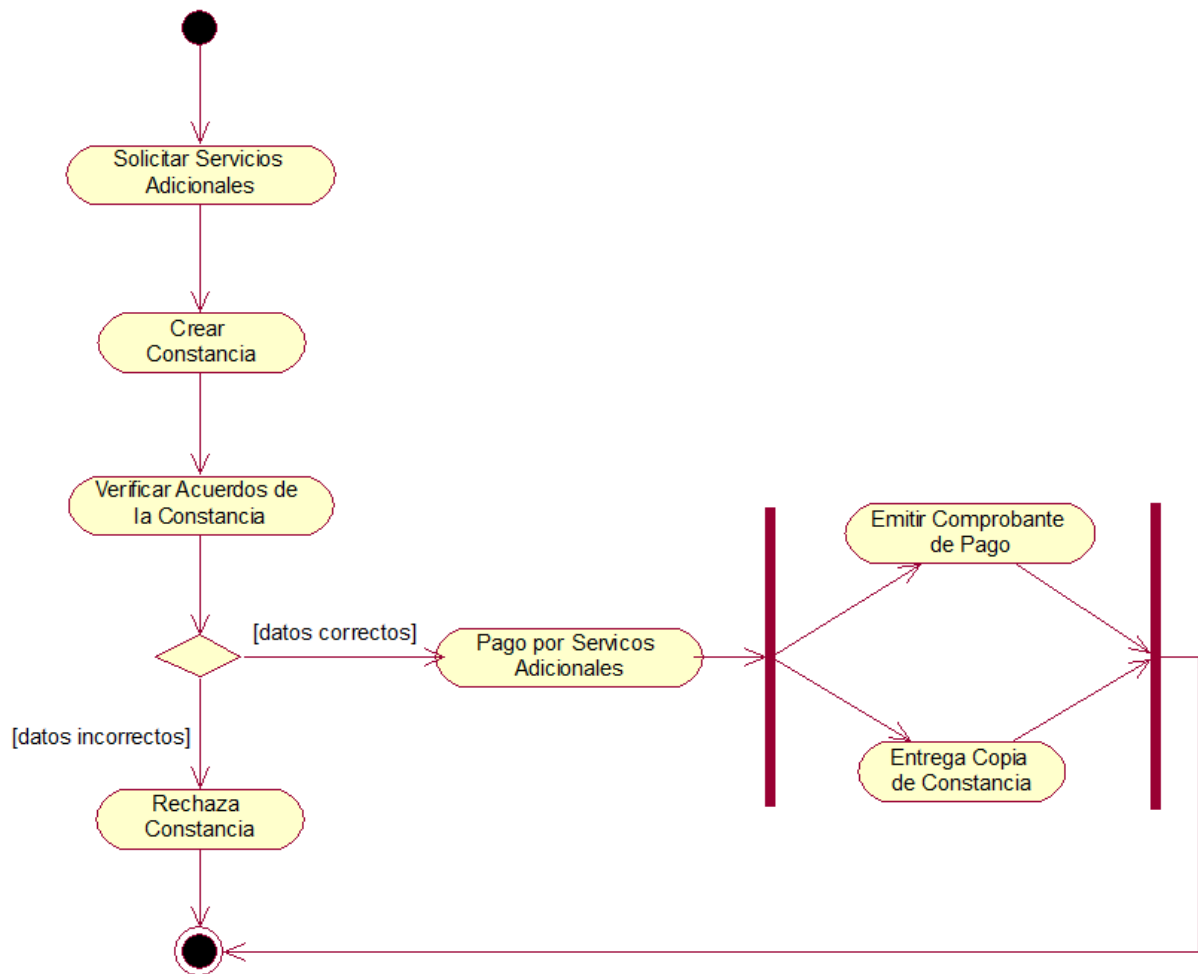 Solicitar Servicios
Adicionales
Crear
Constancia
Verificar Acuerdos de
la Constancia
[datos correctos]
Pago por Servicos
Adicionales
Emitir Comprobante
de Pago
Entrega Copia
de Constancia
[datos incorrectos]
Rechaza
Constancia